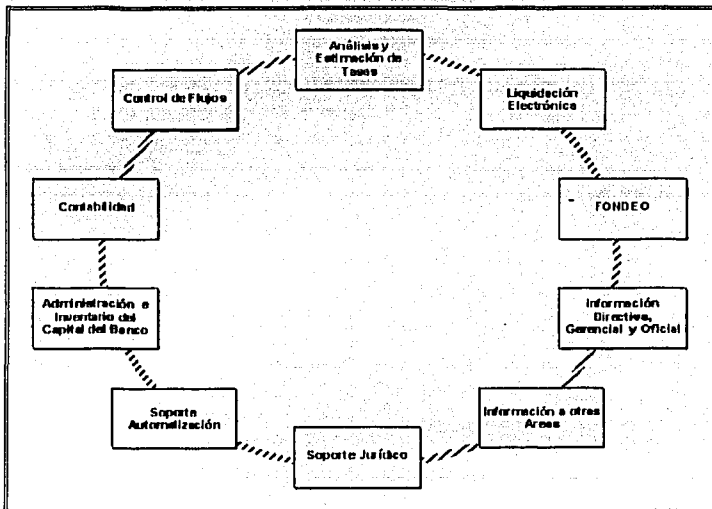 Análisis y
Estimación de
Tasas
Control de Flujos
Liquidación
Electrónica
Contabilidad
FONDEO
Administración e
Inventario del
Capital del Banco
Información
Directiva,
Gerencial y Oficial
Soporte
Automatización
Información a otras
Areas
Soporte Jurídico